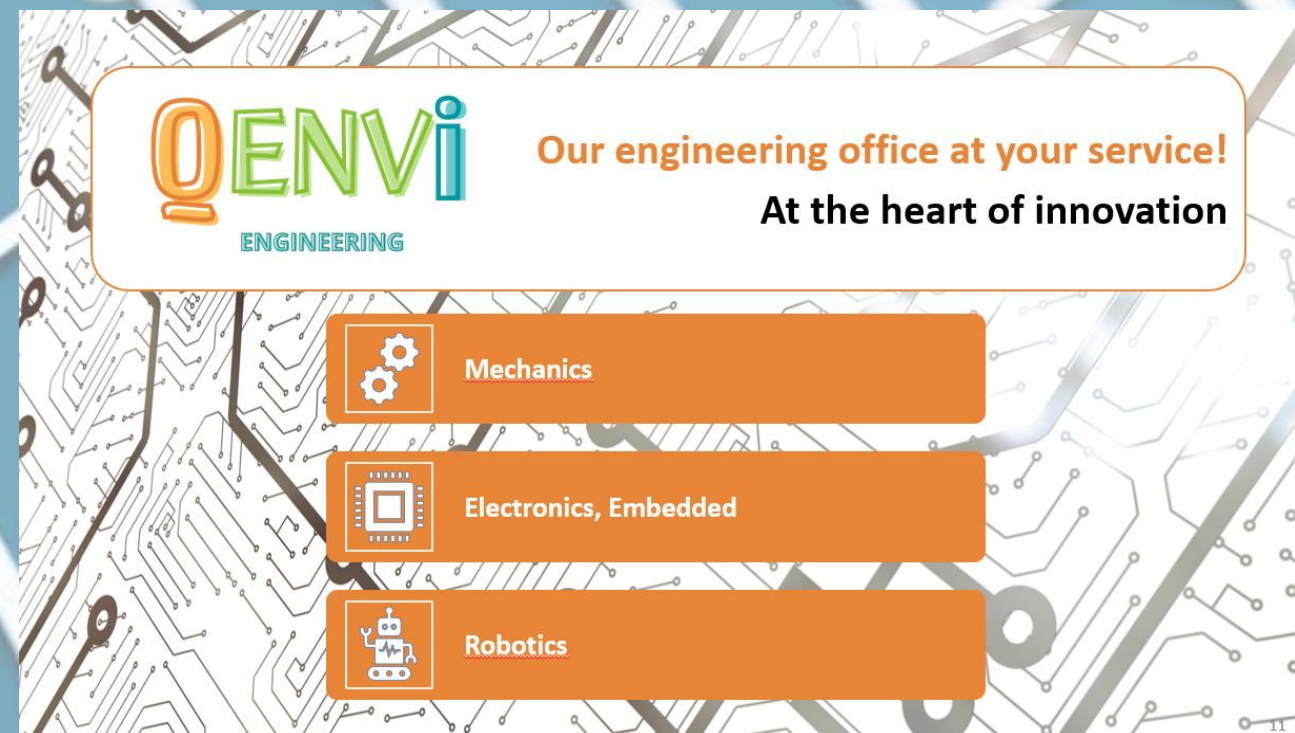 QENVi
ENGINEERING
Our engineering office at your service!
At the heart of innovation
Mechanics
Electronics, Embedded
Robotics
11